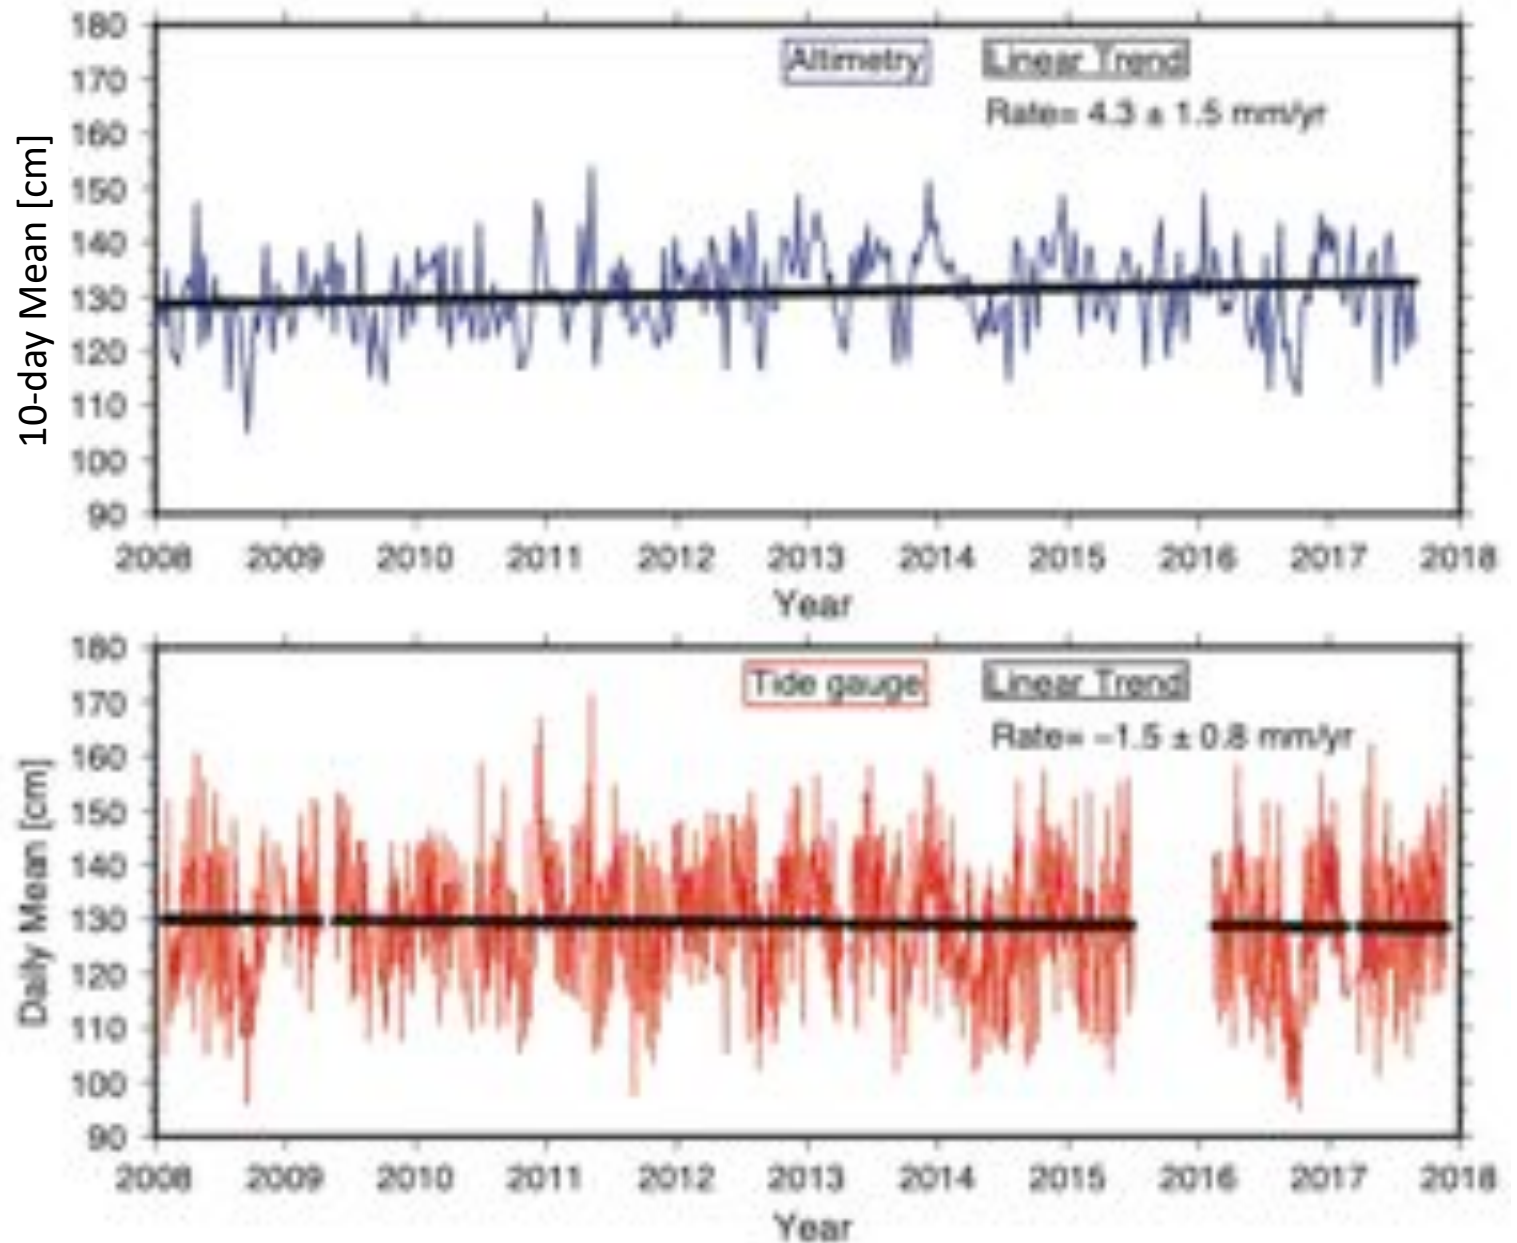 180
Altimetry Linear Trend
170
Rate= 4.3 ± 1.5 mm/yr
160
150
140
130
120
110
100
90
10-day Mean [cm]
2008 2009 2010 2011 2012 2013 2014 2015 2016 2017 2018
Year
180
Tide gauge Linear Trend
170
Rate= −1.5 ± 0.8 mm/yr
160
150
140
130
120
110
100
90
Daily Mean [cm]
2008 2009 2010 2011 2012 2013 2014 2015 2016 2017 2018
Year